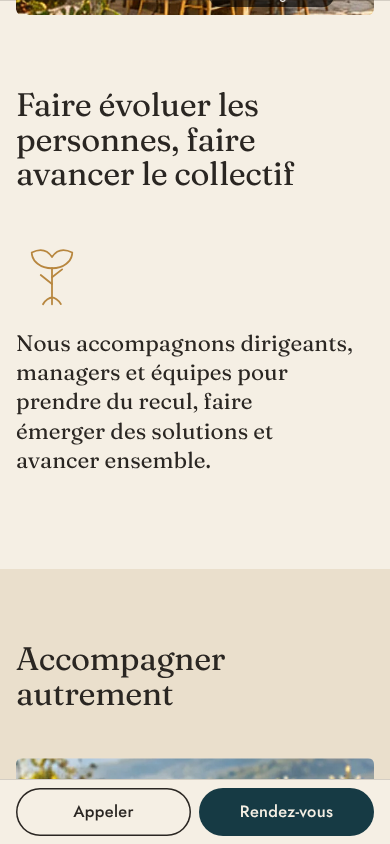 Faire évoluer les
personnes, faire
avancer le collectif
Nous accompagnons dirigeants,
managers et équipes pour
prendre du recul, faire
émerger des solutions et
avancer ensemble.
Accompagner
autrement
Appeler
Rendez-vous